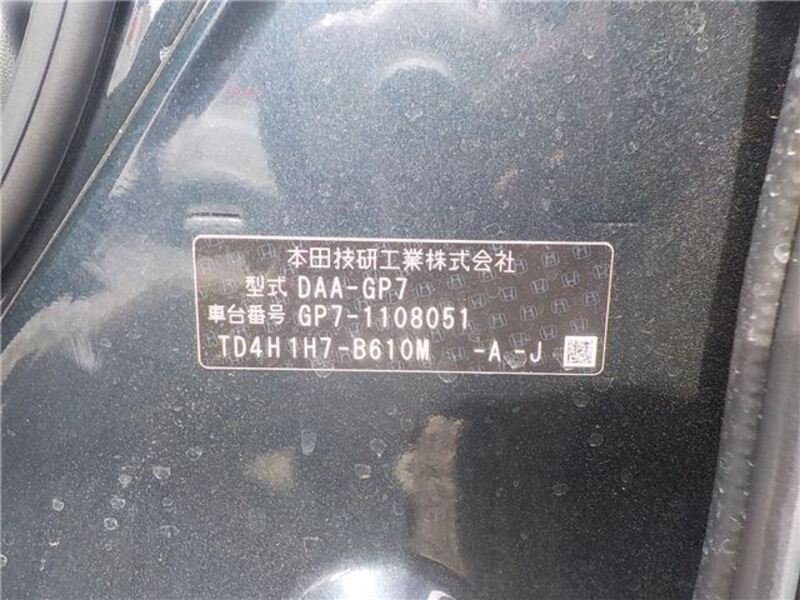 本田技研工業株式会社
型式 DAA-GP7
車台番号 GP7-1108051
TD4H1H7-B610M -A -J